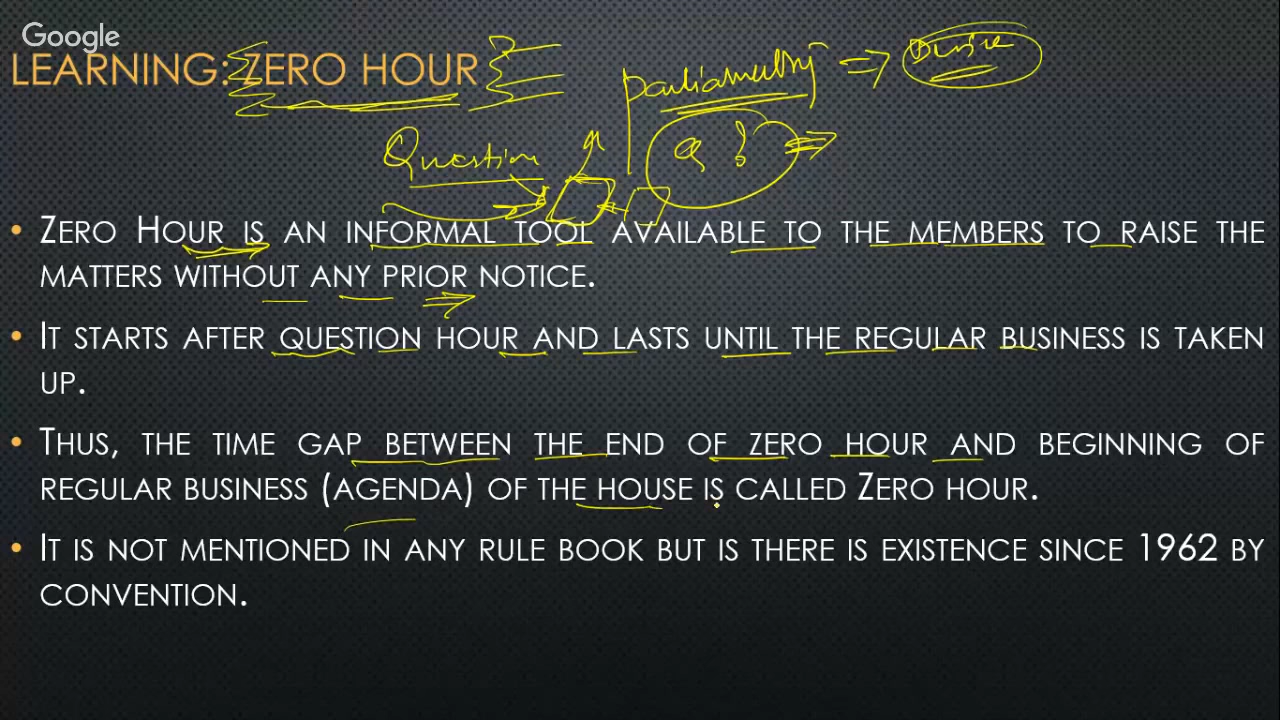 Google
LEARNING: ZERO HOUR
parliamentry
Device
Question
Q ?
• ZERO HOUR IS AN INFORMAL TOOL AVAILABLE TO THE MEMBERS TO RAISE THE
MATTERS WITHOUT ANY PRIOR NOTICE.
• IT STARTS AFTER QUESTION HOUR AND LASTS UNTIL THE REGULAR BUSINESS IS TAKEN
UP.
• THUS, THE TIME GAP BETWEEN THE END OF ZERO HOUR AND BEGINNING OF
REGULAR BUSINESS (AGENDA) OF THE HOUSE IS CALLED ZERO HOUR.
• IT IS NOT MENTIONED IN ANY RULE BOOK BUT IS THERE IS EXISTENCE SINCE 1962 BY
CONVENTION.